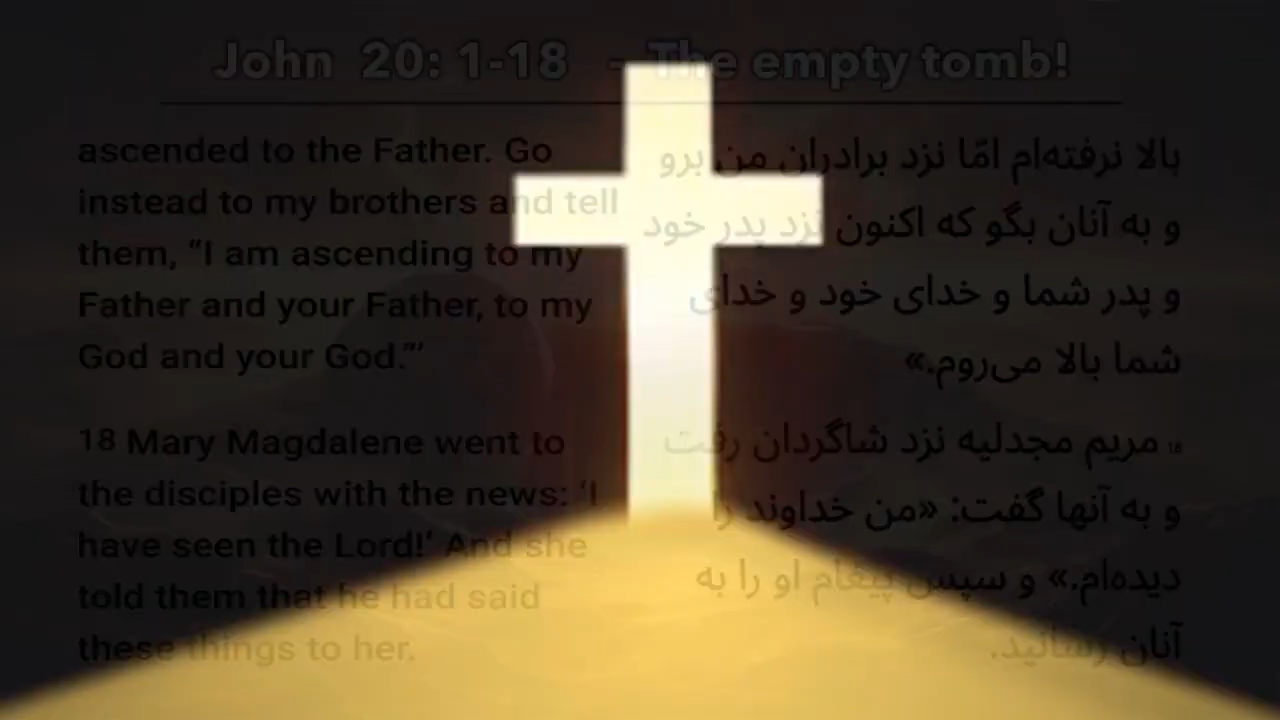 John 20: 1-18 - The empty tomb!
ascended to the Father. Go
instead to my brothers and tell
them, “I am ascending to my
Father and your Father, to my
God and your God.”’
18 Mary Magdalene went to
the disciples with the news: ‘I
have seen the Lord!’ And she
told them that he had said
these things to her.
بالا نرفته‌ام امّا نزد برادران من برو
و به آنان بگو که اکنون نزد پدر خود
و پدر شما و خدای خود و خدای
شما بالا می‌روم.»
18 مریم مجدلیه نزد شاگردان رفت
و به آنها گفت: «من خداوند را
دیده‌ام.» و سپس پیغام او را به
آنان رسانید.